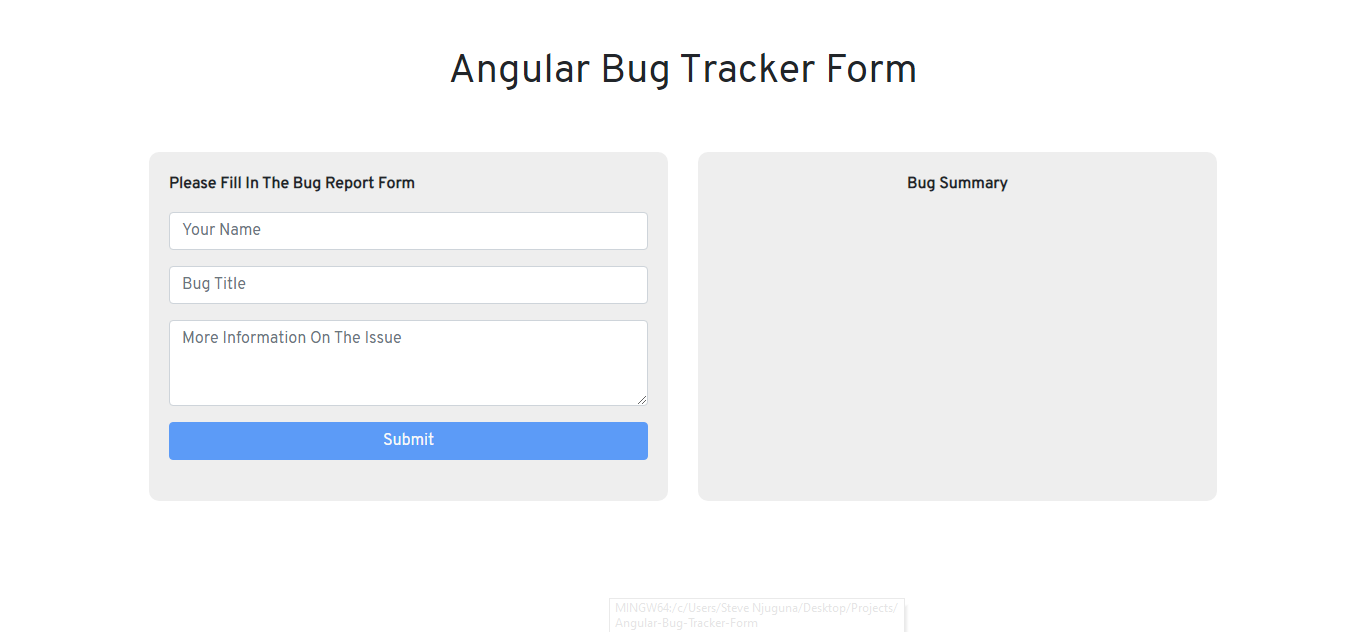 Angular Bug Tracker Form
Please Fill In The Bug Report Form
Your Name
Bug Title
More Information On The Issue
Submit
Bug Summary
MINGW64:/c/Users/Steve Njuguna/Desktop/Projects/
Angular-Bug-Tracker-Form